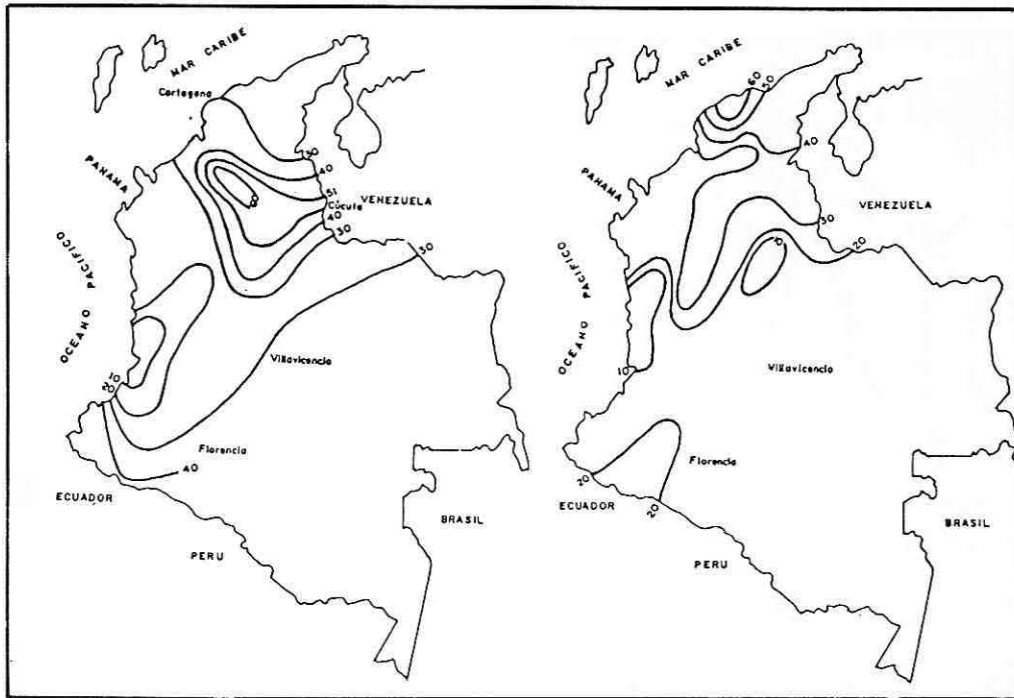 MAR CARIBE
Cartagena
PANAMA
30
40
51
VENEZUELA
Cúcuta
40
30
30
60
OCEANO PACIFICO
Villavicencio
10
20
Florencia
40
ECUADOR
PERU
BRASIL
MAR CARIBE
60
50
40
PANAMA
VENEZUELA
30
20
OCEANO PACIFICO
Villavicencio
10
Florencia
20
20
ECUADOR
PERU
BRASIL